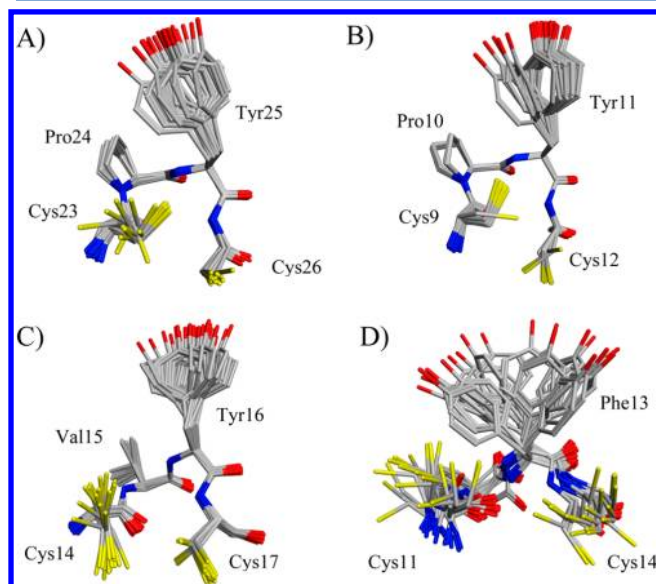 A)
Tyr25
Pro24
Cys23
Cys26
B)
Tyr11
Pro10
Cys9
Cys12
C)
Tyr16
Val15
Cys14
Cys17
D)
Phe13
Cys11
Cys14